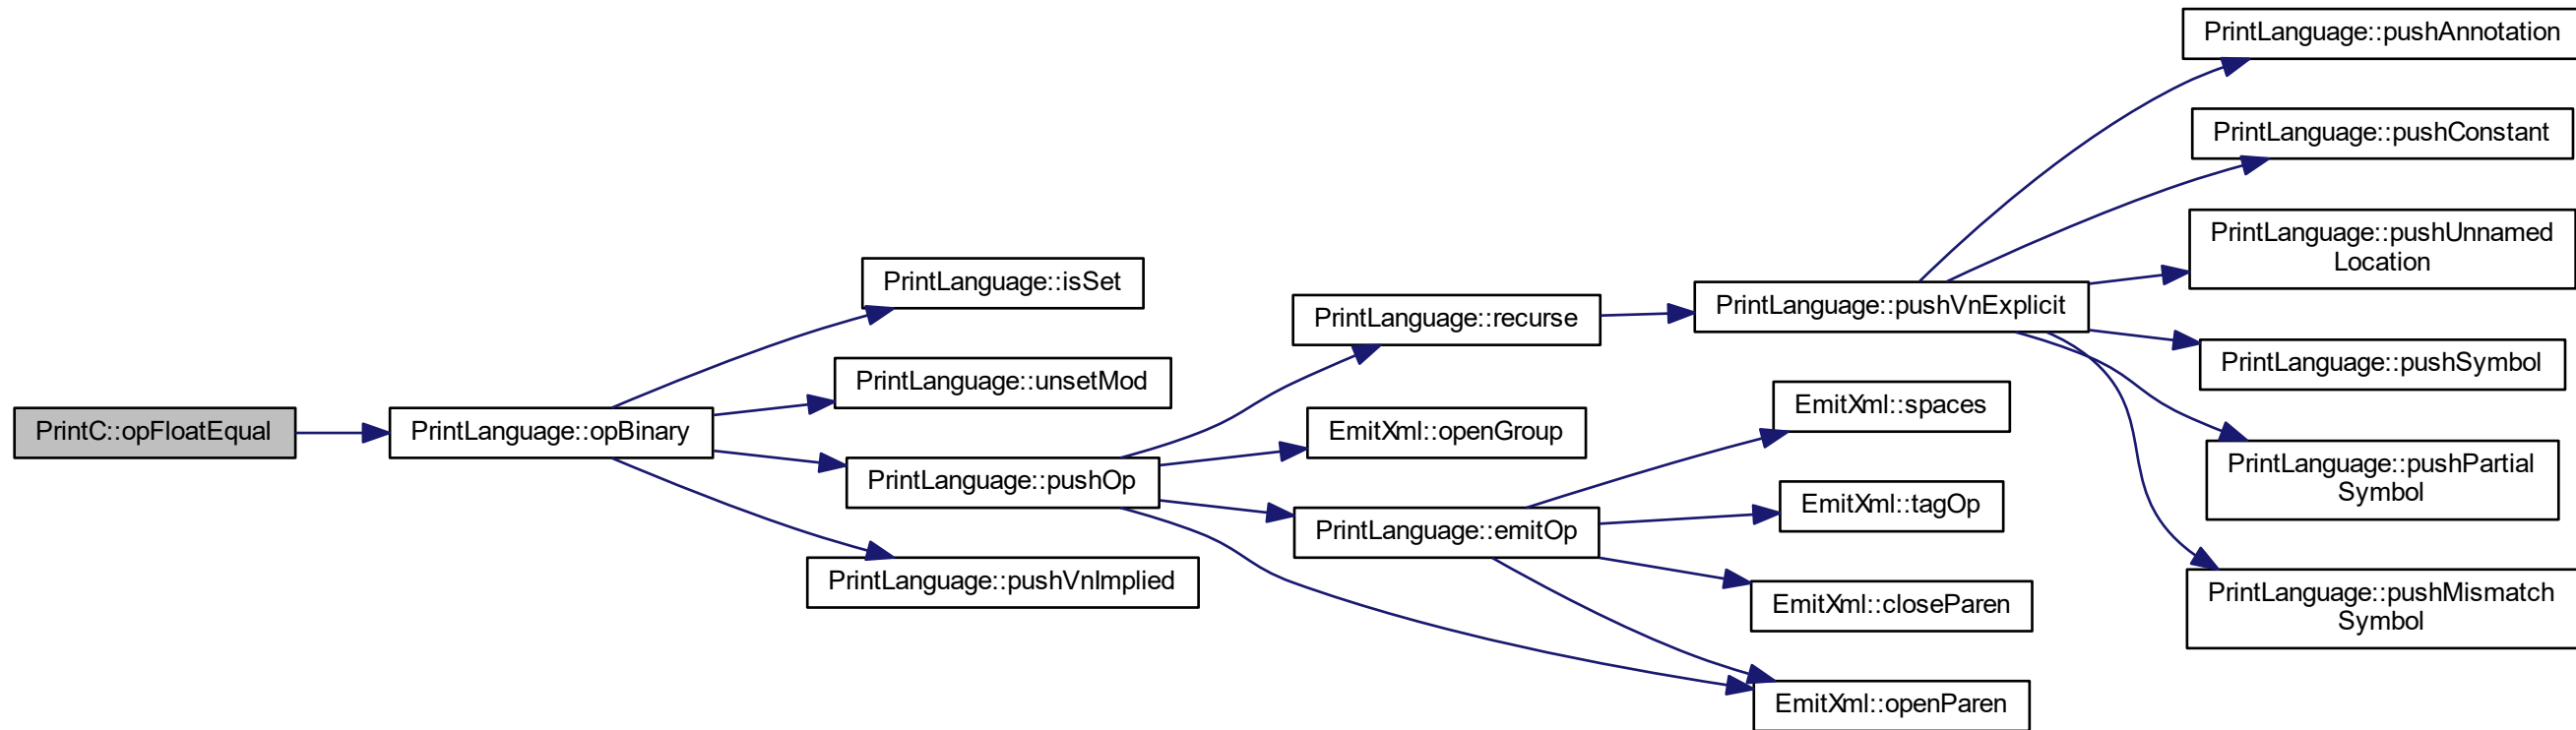 PrintLanguage::pushAnnotation
PrintLanguage::pushConstant
PrintLanguage::pushUnnamed
Location
PrintLanguage::isSet
PrintLanguage::recurse
PrintLanguage::pushVnExplicit
PrintLanguage::pushSymbol
PrintLanguage::unsetMod
EmitXml::spaces
PrintC::opFloatEqual
PrintLanguage::opBinary
EmitXml::openGroup
PrintLanguage::pushPartial
Symbol
PrintLanguage::pushOp
EmitXml::tagOp
PrintLanguage::emitOp
PrintLanguage::pushVnImplied
EmitXml::closeParen
PrintLanguage::pushMismatch
Symbol
EmitXml::openParen